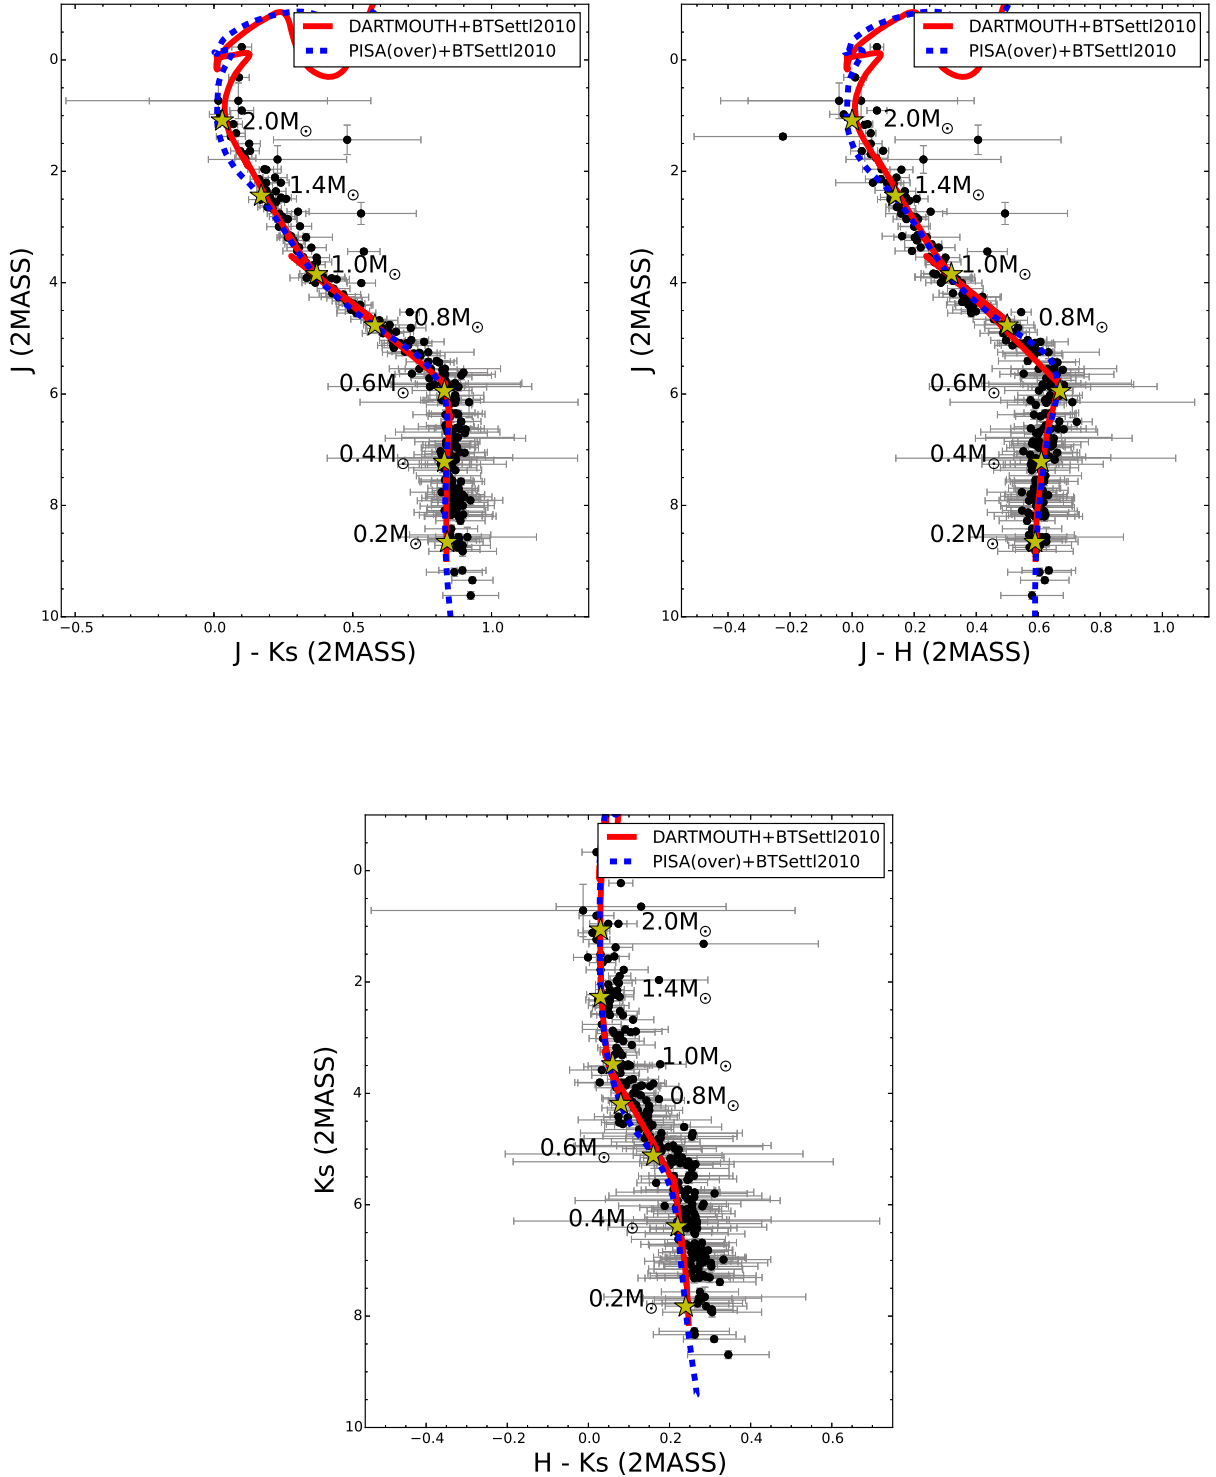 DARTMOUTH+BTSettl2010
PISA(over)+BTSettl2010
2.0M⊙
1.4M⊙
1.0M⊙
0.8M⊙
0.6M⊙
0.4M⊙
0.2M⊙
0
2
4
6
8
10
J (2MASS)
−0.5 0.0 0.5 1.0
J - Ks (2MASS)
DARTMOUTH+BTSettl2010
PISA(over)+BTSettl2010
2.0M⊙
1.4M⊙
1.0M⊙
0.8M⊙
0.6M⊙
0.4M⊙
0.2M⊙
0
2
4
6
8
10
J (2MASS)
−0.4 −0.2 0.0 0.2 0.4 0.6 0.8 1.0
J - H (2MASS)
DARTMOUTH+BTSettl2010
PISA(over)+BTSettl2010
2.0M⊙
1.4M⊙
1.0M⊙
0.8M⊙
0.6M⊙
0.4M⊙
0.2M⊙
0
2
4
6
8
10
Ks (2MASS)
−0.4 −0.2 0.0 0.2 0.4 0.6
H - Ks (2MASS)